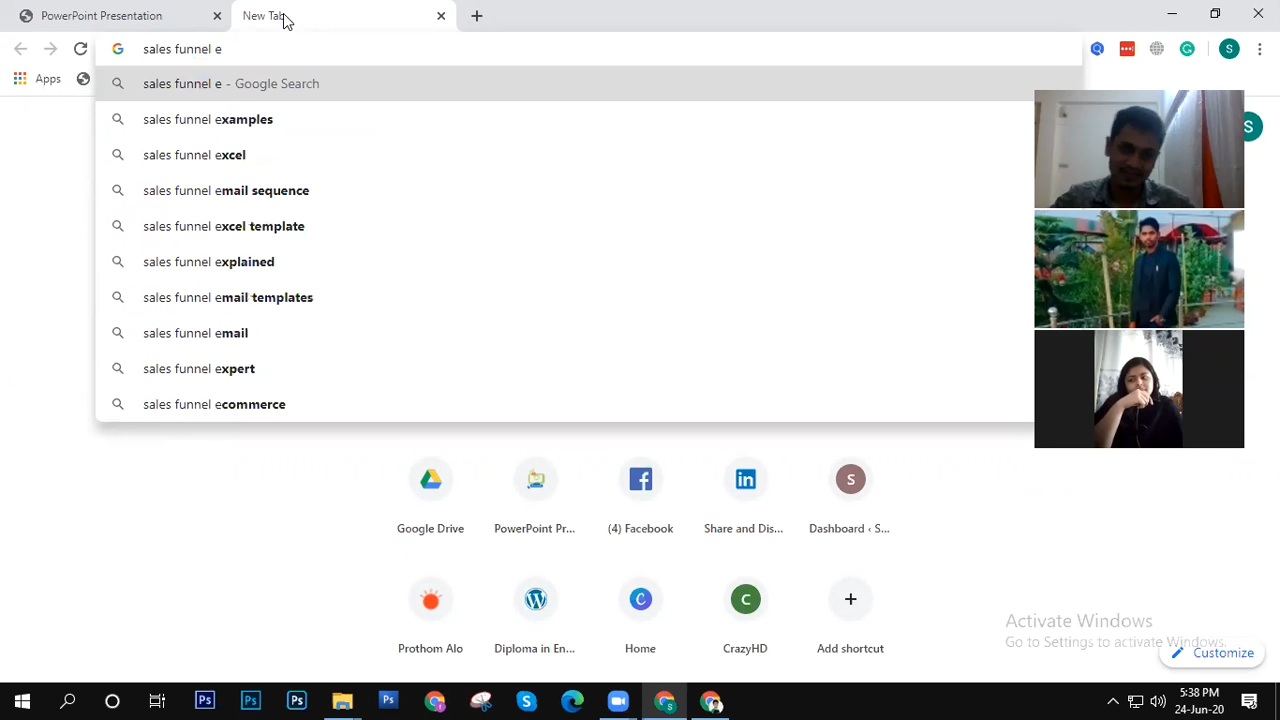 PowerPoint Presentation
New Tab
sales funnel e
Apps
sales funnel e - Google Search
sales funnel examples
sales funnel excel
sales funnel email sequence
sales funnel excel template
sales funnel explained
sales funnel email templates
sales funnel email
sales funnel expert
sales funnel ecommerce
S
S
S
Google Drive
PowerPoint Pr...
(4) Facebook
Share and Dis...
Dashboard ‹ S...
C
Prothom Alo
Diploma in En...
Home
CrazyHD
Add shortcut
Activate Windows
Go to Settings to activate Windows.
Customize
5:38 PM
24-Jun-20